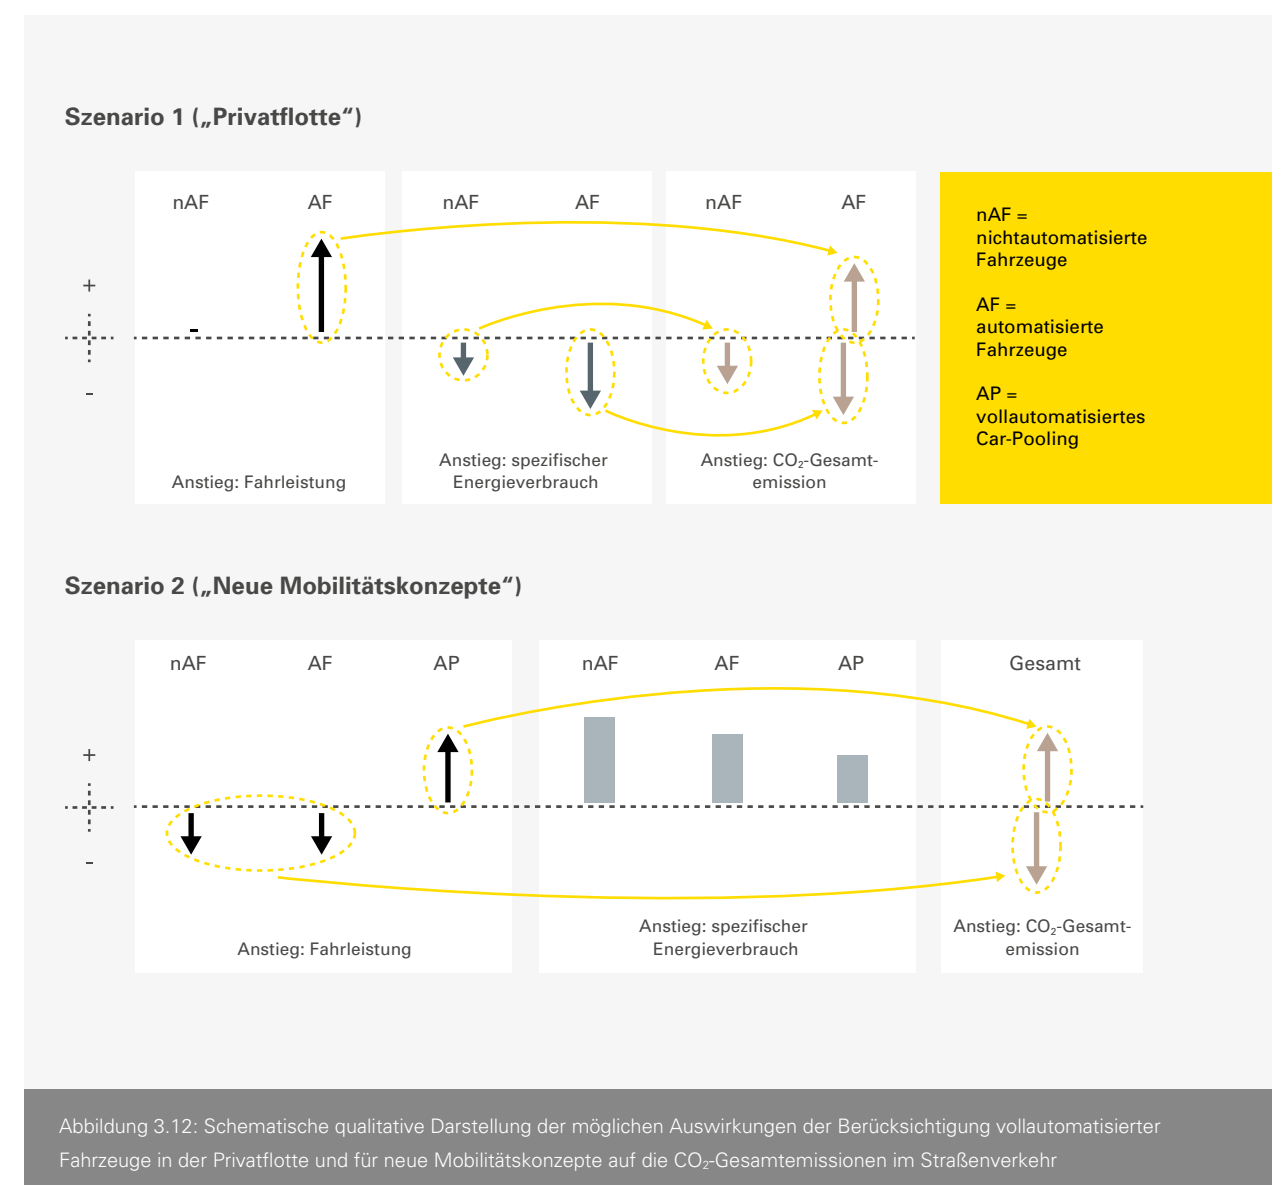 Szenario 1 („Privatflotte“)
nAF AF nAF AF nAF AF
+
-
-
Anstieg: Fahrleistung
Anstieg: spezifischer
Energieverbrauch
Anstieg: CO₂-Gesamt-
emission
nAF =
nichtautomatisierte
Fahrzeuge
AF =
automatisierte
Fahrzeuge
AP =
vollautomatisiertes
Car-Pooling
Szenario 2 („Neue Mobilitätskonzepte“)
nAF AF AP nAF AF AP Gesamt
+
-
Anstieg: Fahrleistung
Anstieg: spezifischer
Energieverbrauch
Anstieg: CO₂-Gesamt-
emission
Abbildung 3.12: Schematische qualitative Darstellung der möglichen Auswirkungen der Berücksichtigung vollautomatisierter
Fahrzeuge in der Privatflotte und für neue Mobilitätskonzepte auf die CO₂-Gesamtemissionen im Straßenverkehr